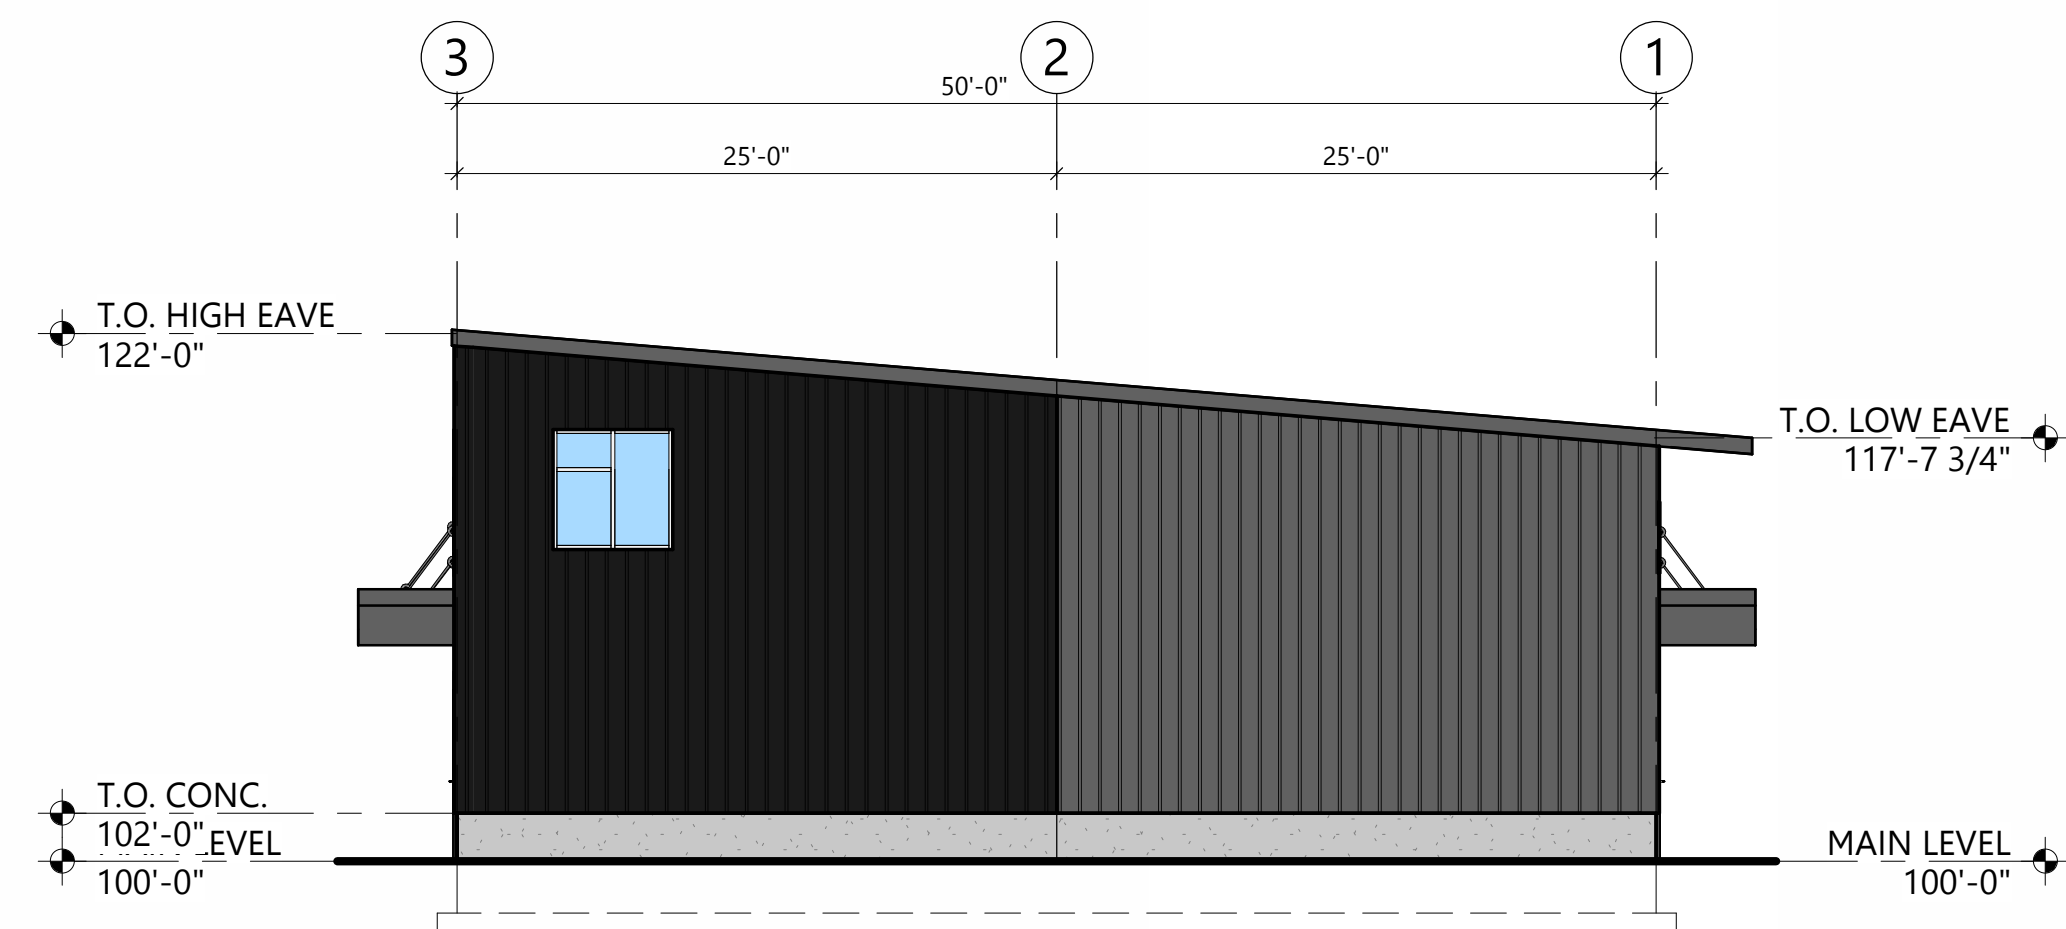 3
2
1
50'-0"
25'-0"
25'-0"
T.O. HIGH EAVE
122'-0"
T.O. LOW EAVE
117'-7 3/4"
T.O. CONC.
102'-0"
100'-0"
MAIN LEVEL
100'-0"